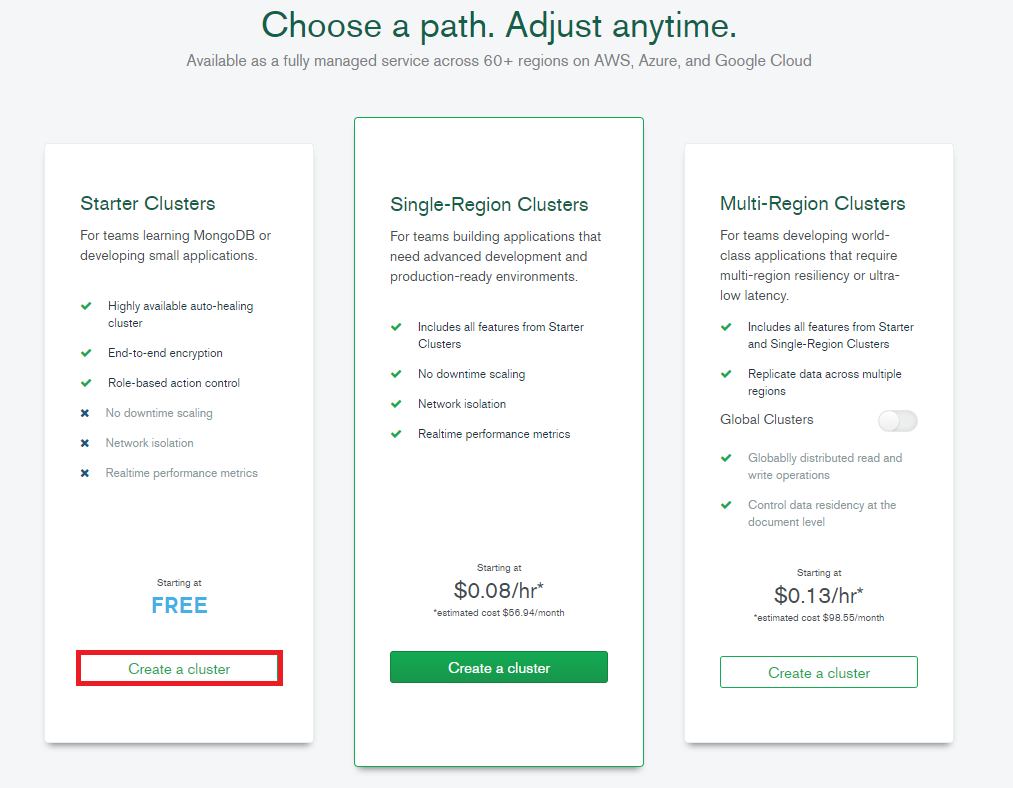 Choose a path. Adjust anytime.
Available as a fully managed service across 60+ regions on AWS, Azure, and Google Cloud
Starter Clusters
For teams learning MongoDB or
developing small applications.
Highly available auto-healing
cluster
End-to-end encryption
Role-based action control
No downtime scaling
Network isolation
Realtime performance metrics
Starting at
FREE
Create a cluster
Single-Region Clusters
For teams building applications that
need advanced development and
production-ready environments.
Includes all features from Starter
Clusters
No downtime scaling
Network isolation
Realtime performance metrics
Starting at
$0.08/hr*
*estimated cost $56.94/month
Create a cluster
Multi-Region Clusters
For teams developing world-
class applications that require
multi-region resiliency or ultra-
low latency.
Includes all features from Starter
and Single-Region Clusters
Replicate data across multiple
regions
Global Clusters
Globablly distributed read and
write operations
Control data residency at the
document level
Starting at
$0.13/hr*
*estimated cost $98.55/month
Create a cluster